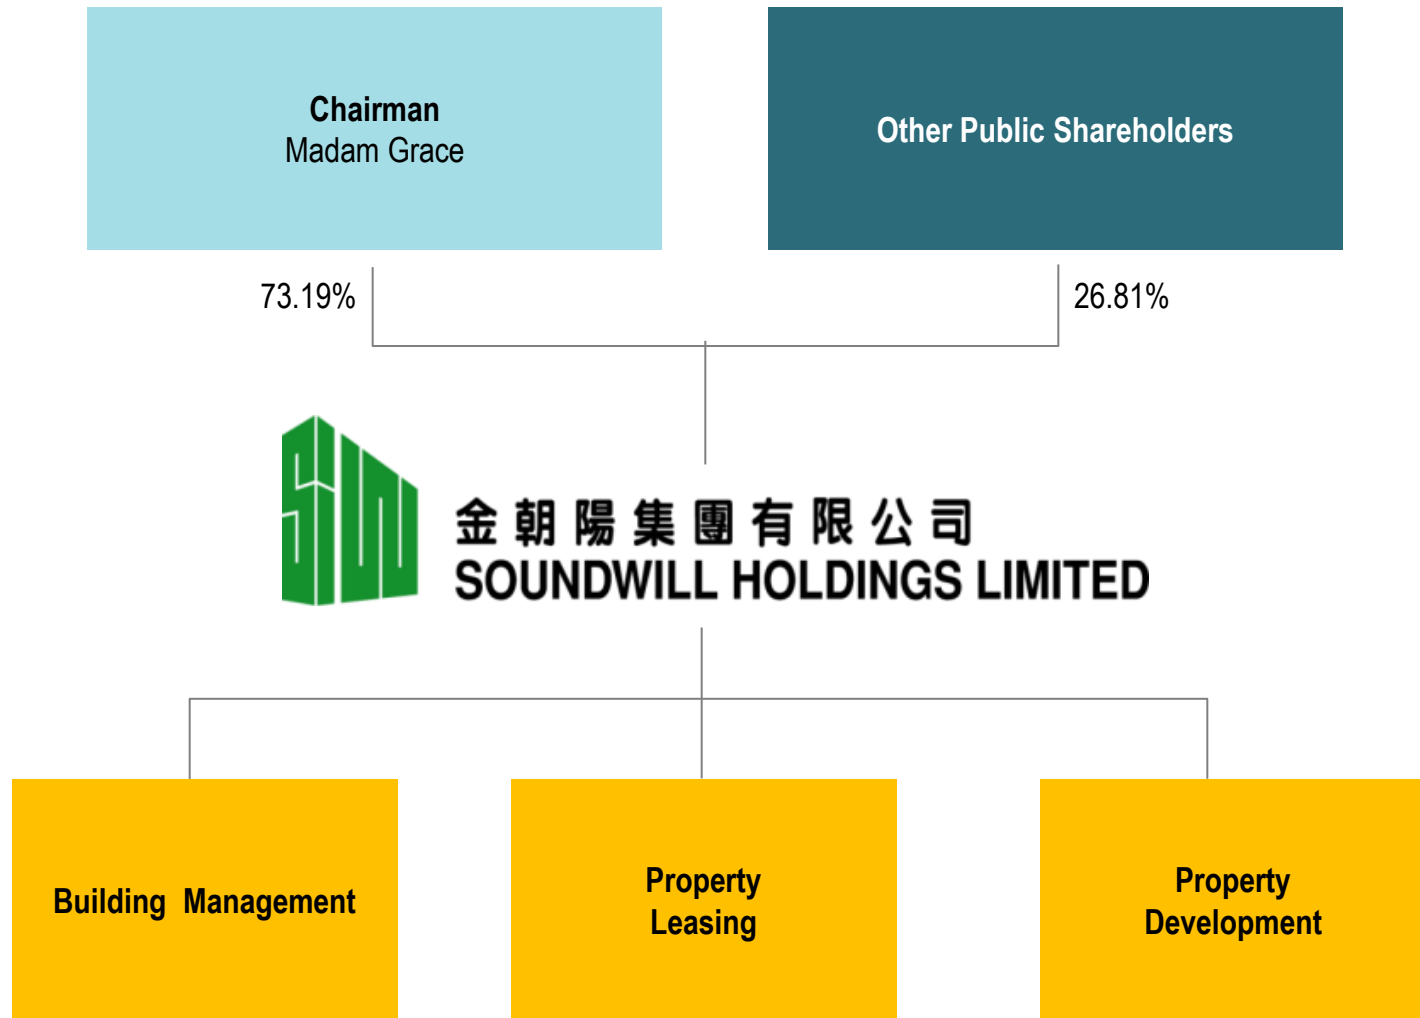 Chairman
Madam Grace
Other Public Shareholders
73.19%
26.81%
金朝陽集團有限公司
SOUNDWILL HOLDINGS LIMITED
Building Management
Property
Leasing
Property
Development